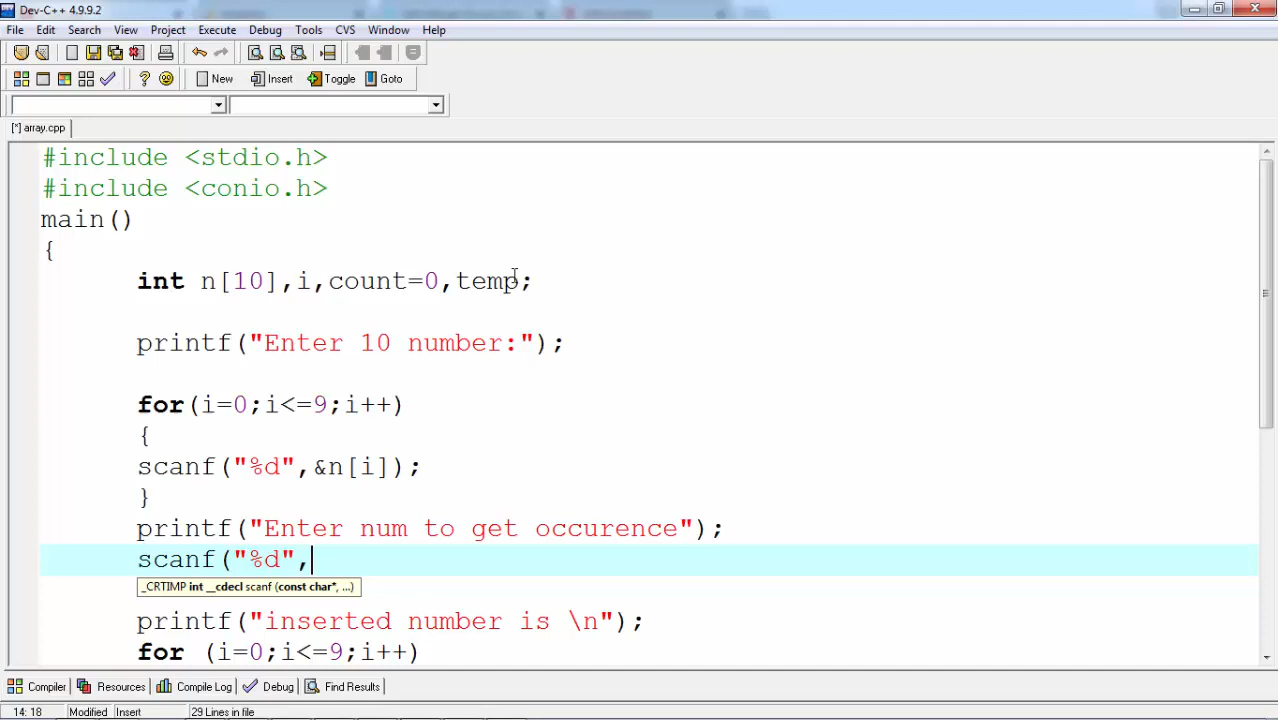 Dev-C++ 4.9.9.2
File Edit Search View Project Execute Debug Tools CVS Window Help
New Insert Toggle Goto
[*] array.cpp
#include <stdio.h>
#include <conio.h>
main()
{
int n[10],i,count=0,temp;
printf("Enter 10 number:");
for(i=0;i<=9;i++)
{
scanf("%d",&n[i]);
}
printf("Enter num to get occurence");
scanf("%d",
_CRTIMP int __cdecl scanf (const char*, ...)
printf("inserted number is \n");
for (i=0;i<=9;i++)
Compiler Resources Compile Log Debug Find Results
14: 18 Modified Insert 29 Lines in file